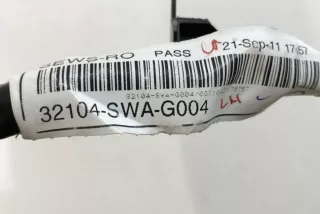 SEWS-RO PASS 21-Sep-11 17:57
32104-SWA-G004
LH